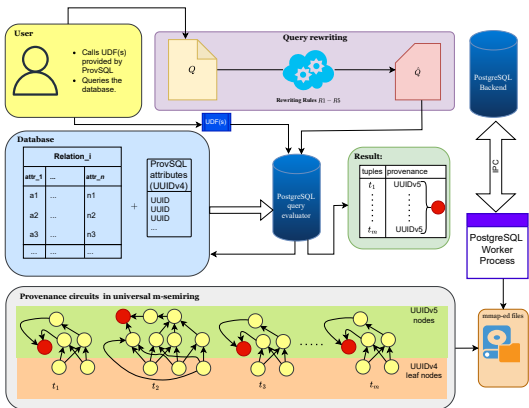 User
• Calls UDF(s)
provided by
ProvSQL
• Queries the
database.
Query rewriting
Q
Q̂
Rewriting Rules R1 − R5
PostgreSQL
Backend
UDF(s)
IPC
Database
Relation_i
attr_1 ... attr_n
a1 ... n1
a2 ... n2
a3 ... n3
... ... ...
+
ProvSQL
attributes
(UUIDv4)
UUID
UUID
UUID
...
PostgreSQL
query
evaluator
Result:
tuples provenance
t1 UUIDv5
tm UUIDv5
PostgreSQL
Worker
Process
Provenance circuits in universal m-semiring
UUIDv5
nodes
UUIDv4
leaf nodes
t1 t2 t3 ..... tm
mmap-ed files